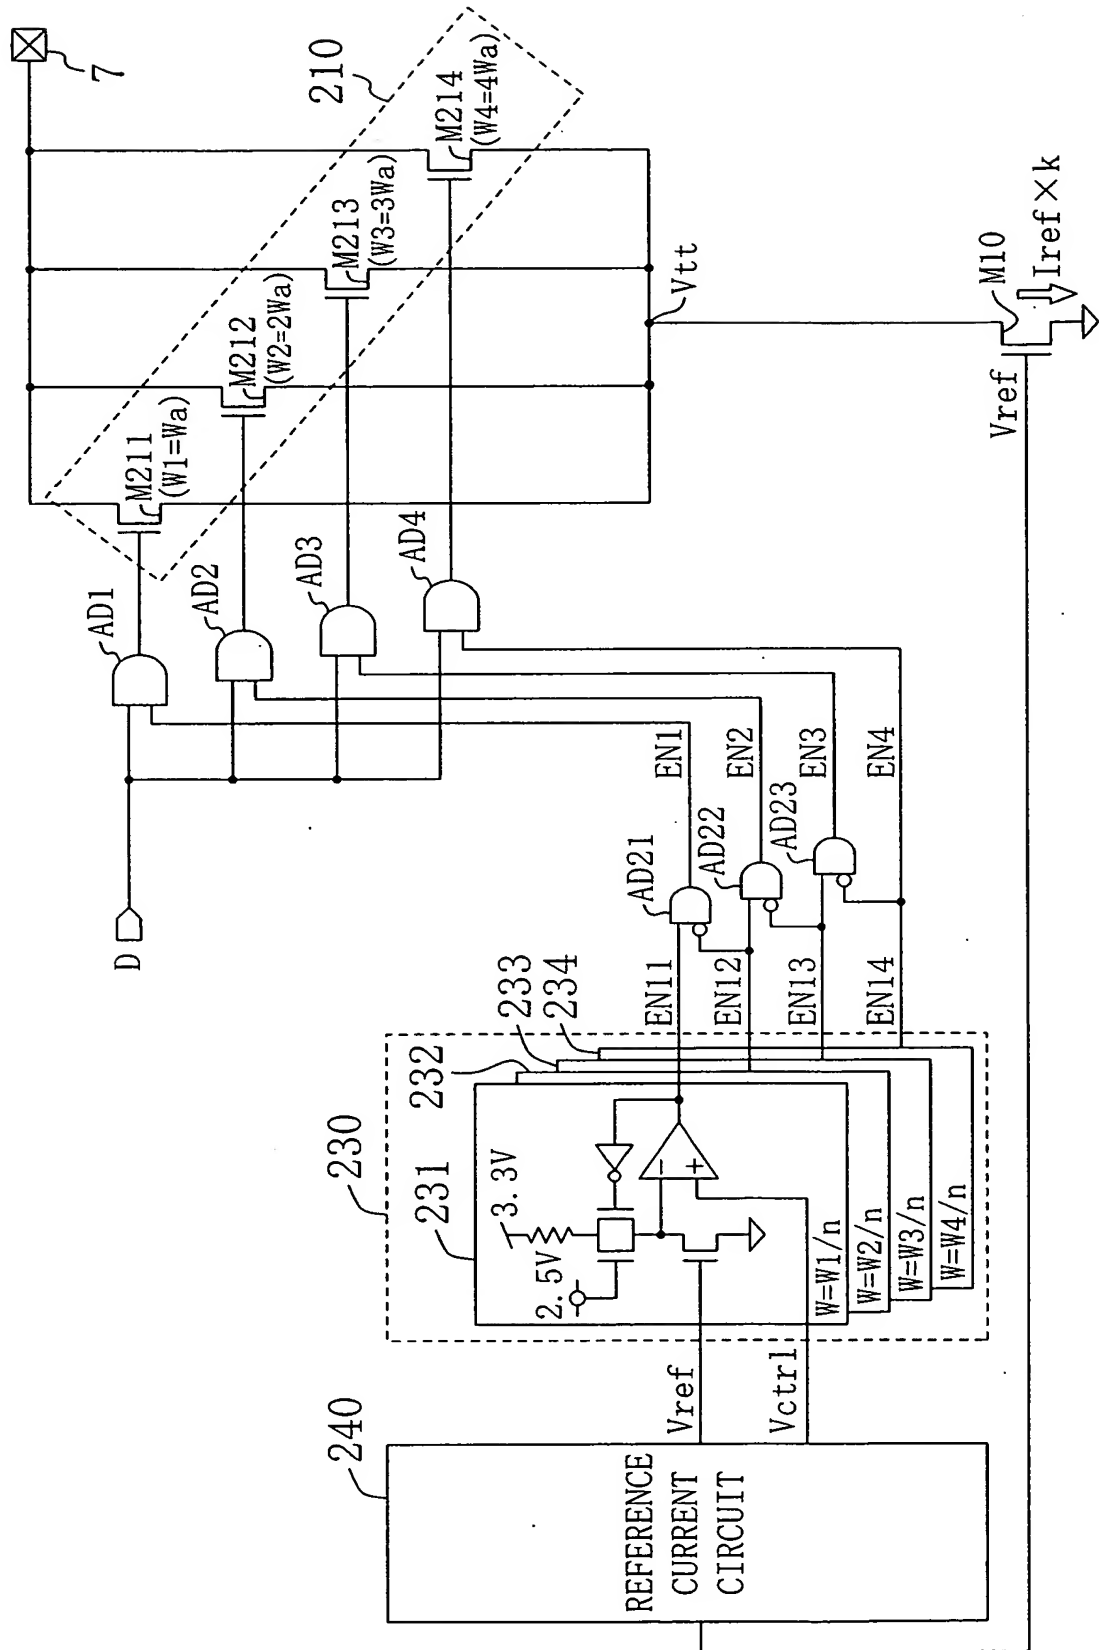 7
210
M211
(W1=Wa)
M212
(W2=2Wa)
M213
(W3=3Wa)
M214
(W4=4Wa)
AD1
AD2
AD3
AD4
D
Vtt
M10
Iref×k
Vref
EN1
EN2
EN3
EN4
AD21
AD22
AD23
EN11
EN12
EN13
EN14
230
231
232
233
234
3.3V
2.5V
−
+
W=W1/n
W=W2/n
W=W3/n
W=W4/n
Vref
Vctrl
240
REFERENCE
CURRENT
CIRCUIT